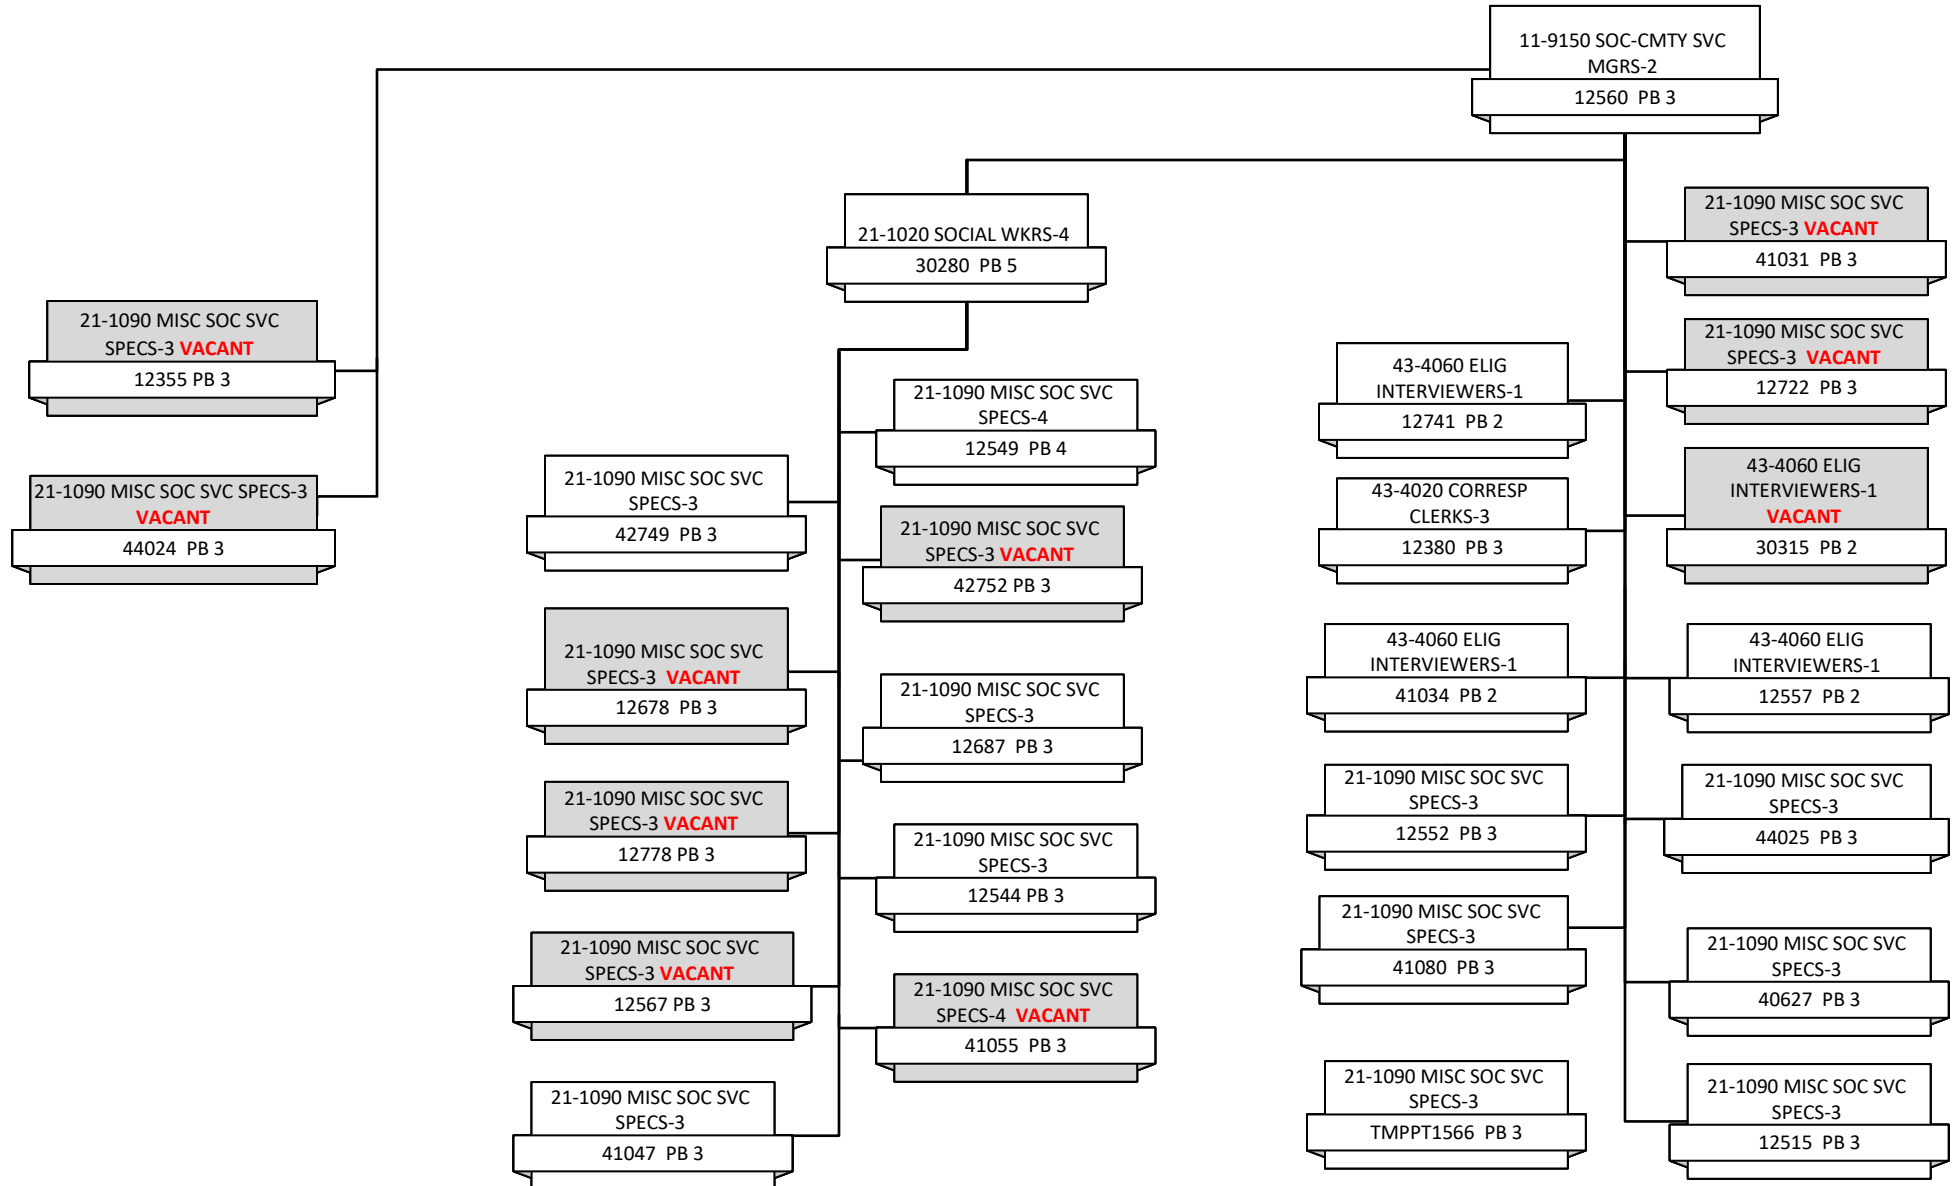 11-9150 SOC-CMTY SVC
MGRS-2
12560 PB 3
21-1020 SOCIAL WKRS-4
30280 PB 5
21-1090 MISC SOC SVC
SPECS-3 VACANT
12355 PB 3
21-1090 MISC SOC SVC SPECS-3
VACANT
44024 PB 3
21-1090 MISC SOC SVC
SPECS-3
42749 PB 3
21-1090 MISC SOC SVC
SPECS-3 VACANT
12678 PB 3
21-1090 MISC SOC SVC
SPECS-3 VACANT
12778 PB 3
21-1090 MISC SOC SVC
SPECS-3 VACANT
12567 PB 3
21-1090 MISC SOC SVC
SPECS-3
41047 PB 3
21-1090 MISC SOC SVC
SPECS-4
12549 PB 4
21-1090 MISC SOC SVC
SPECS-3 VACANT
42752 PB 3
21-1090 MISC SOC SVC
SPECS-3
12687 PB 3
21-1090 MISC SOC SVC
SPECS-3
12544 PB 3
21-1090 MISC SOC SVC
SPECS-4 VACANT
41055 PB 3
43-4060 ELIG
INTERVIEWERS-1
12741 PB 2
43-4020 CORRESP
CLERKS-3
12380 PB 3
43-4060 ELIG
INTERVIEWERS-1
41034 PB 2
21-1090 MISC SOC SVC
SPECS-3
12552 PB 3
21-1090 MISC SOC SVC
SPECS-3
41080 PB 3
21-1090 MISC SOC SVC
SPECS-3
TMPPT1566 PB 3
21-1090 MISC SOC SVC
SPECS-3 VACANT
41031 PB 3
21-1090 MISC SOC SVC
SPECS-3 VACANT
12722 PB 3
43-4060 ELIG
INTERVIEWERS-1
VACANT
30315 PB 2
43-4060 ELIG
INTERVIEWERS-1
12557 PB 2
21-1090 MISC SOC SVC
SPECS-3
44025 PB 3
21-1090 MISC SOC SVC
SPECS-3
40627 PB 3
21-1090 MISC SOC SVC
SPECS-3
12515 PB 3